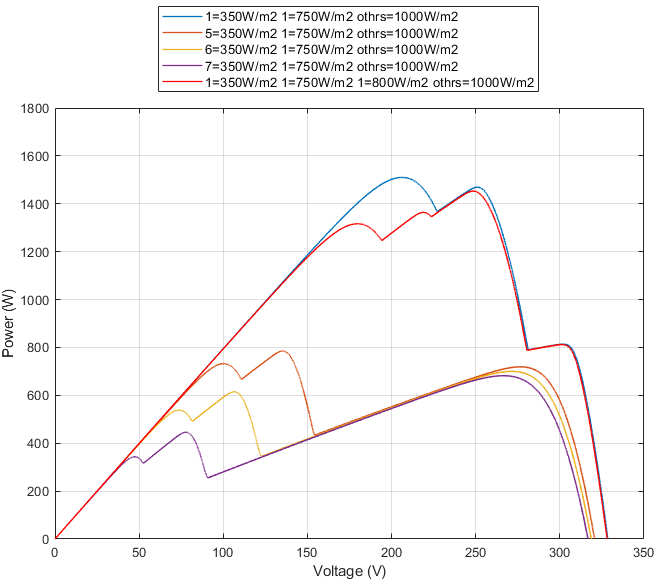 1=350W/m2 1=750W/m2 othrs=1000W/m2
5=350W/m2 1=750W/m2 othrs=1000W/m2
6=350W/m2 1=750W/m2 othrs=1000W/m2
7=350W/m2 1=750W/m2 othrs=1000W/m2
1=350W/m2 1=750W/m2 1=800W/m2 othrs=1000W/m2
1800
1600
1400
1200
1000
800
600
400
200
0
Power (W)
0 50 100 150 200 250 300 350
Voltage (V)